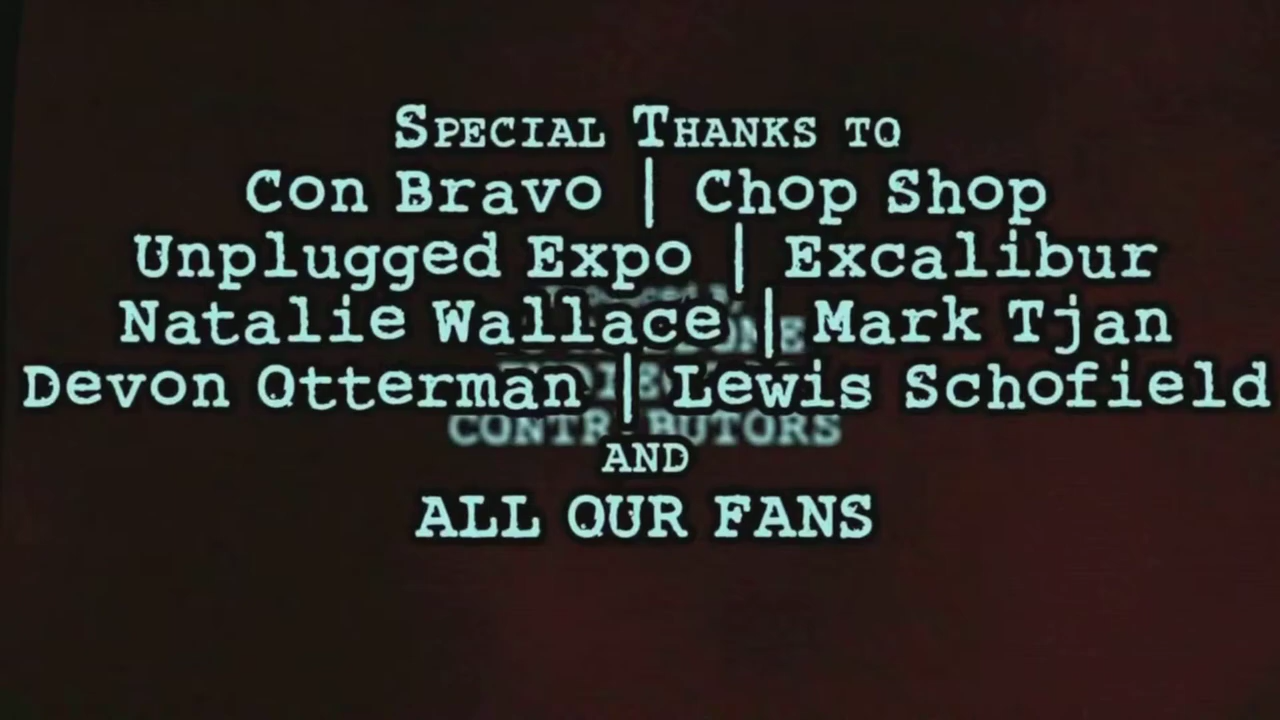 Special Thanks to
Con Bravo | Chop Shop
Unplugged Expo | Excalibur
Natalie Wallace | Mark Tjan
Devon Otterman | Lewis Schofield
CONTRIBUTORS
AND
ALL OUR FANS